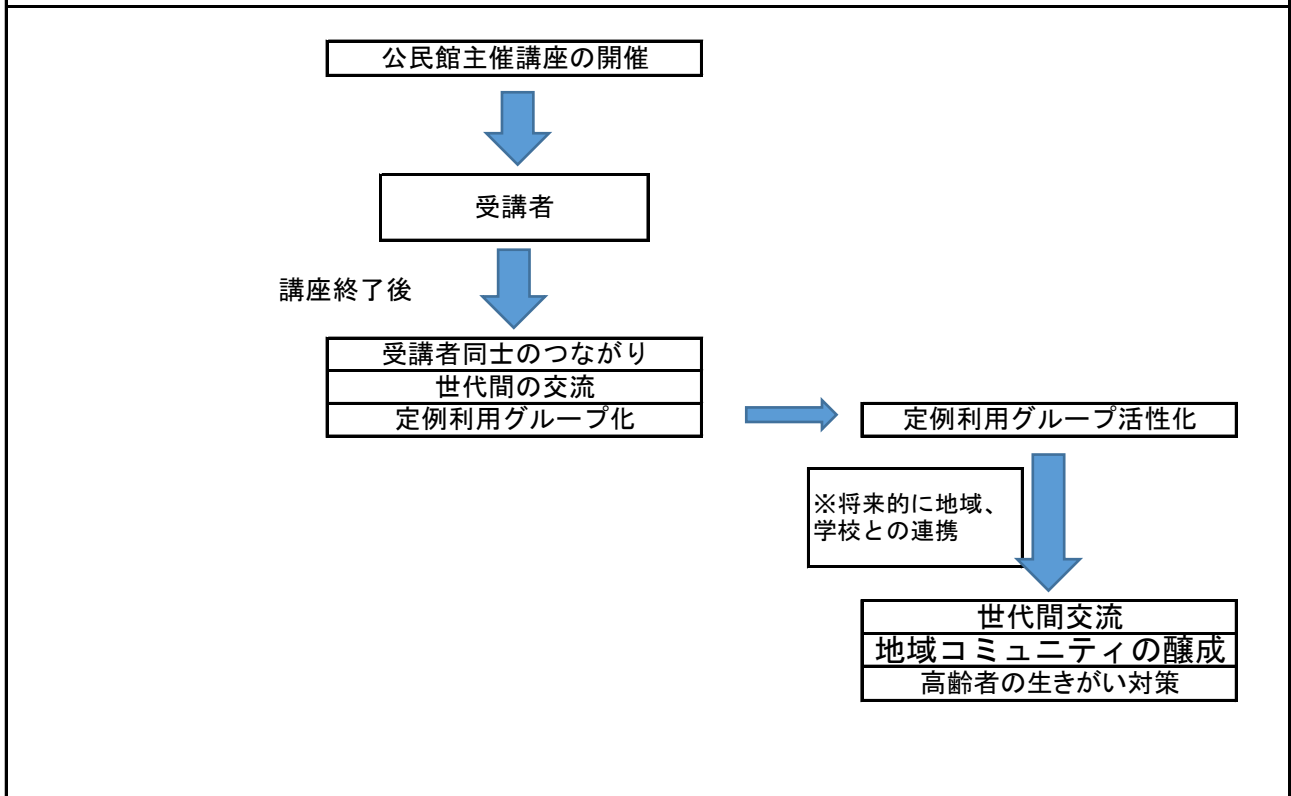 公民館主催講座の開催
受講者
講座終了後
受講者同士のつながり
世代間の交流
定例利用グループ化
定例利用グループ活性化
※将来的に地域、
学校との連携
世代間交流
地域コミュニティの醸成
高齢者の生きがい対策